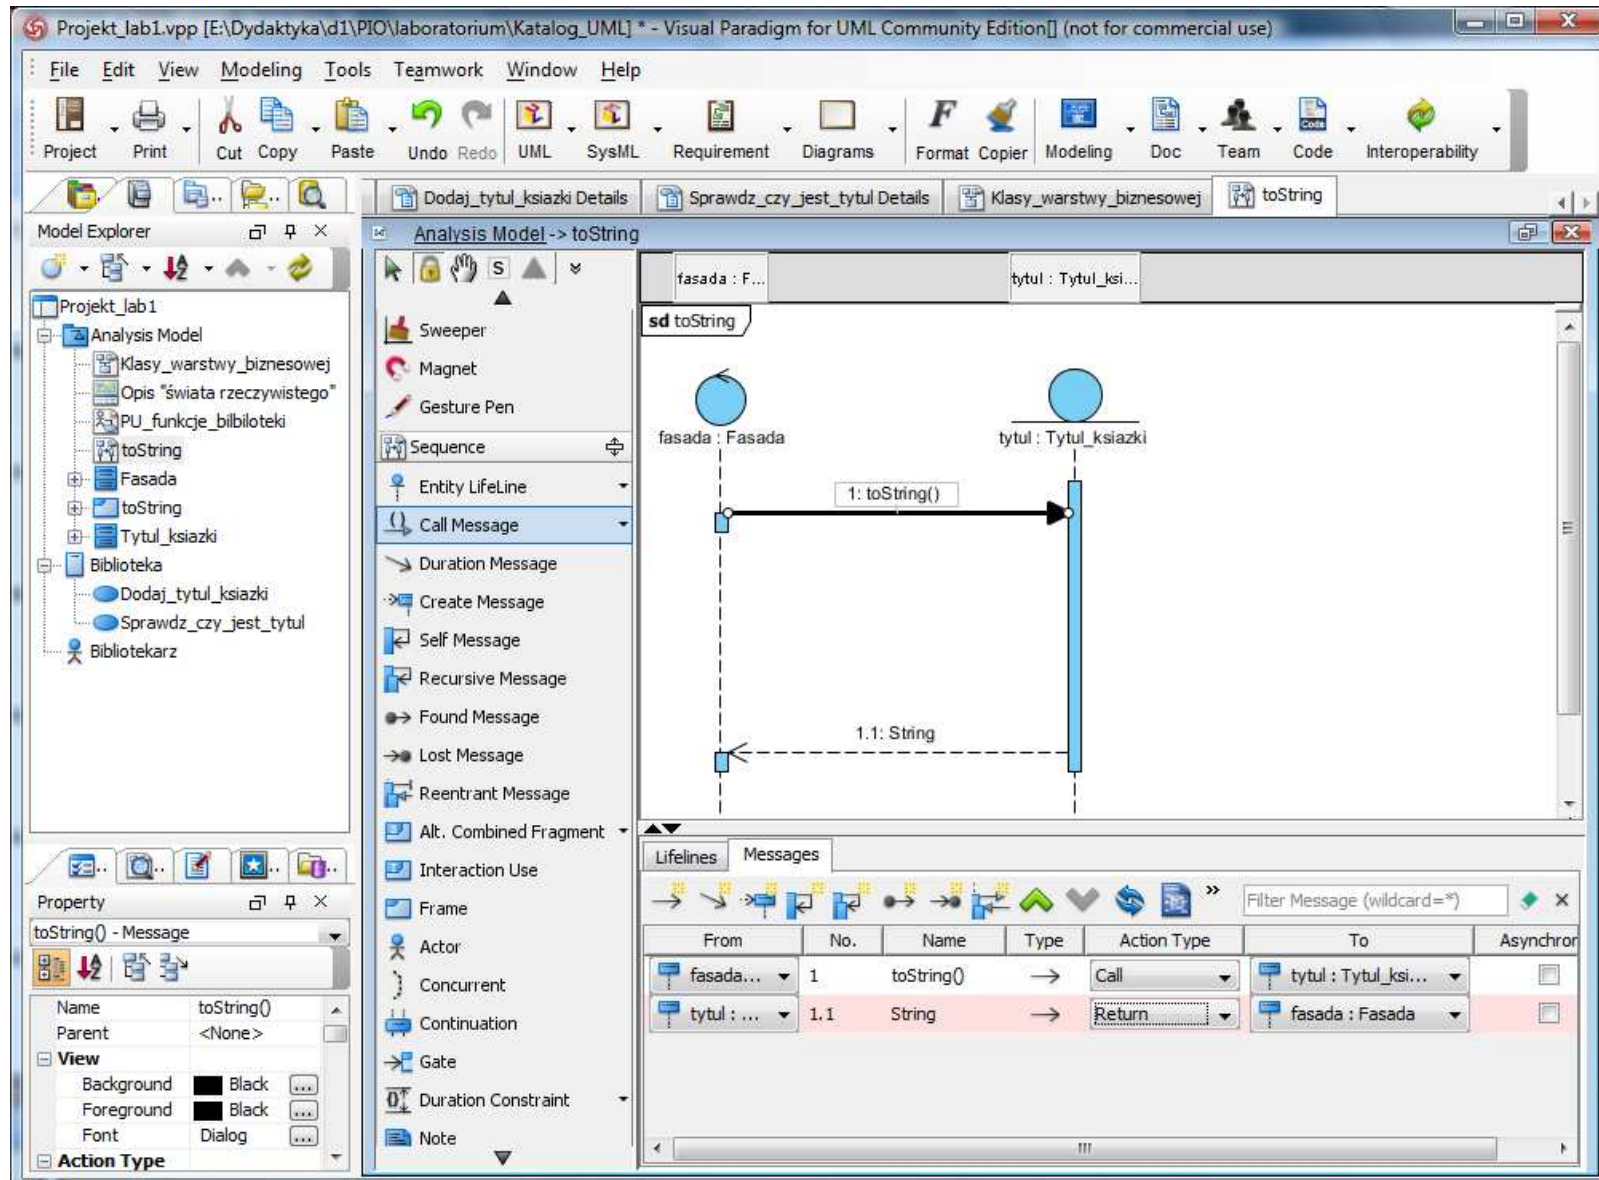 Projekt_lab1.vpp [E:\Dydaktyka\d1\PIO\laboratorium\Katalog_UML] * - Visual Paradigm for UML Community Edition[] (not for commercial use)
File Edit View Modeling Tools Teamwork Window Help
Project Print Cut Copy Paste Undo Redo UML SysML Requirement Diagrams Format Copier Modeling Doc Team Code Interoperability
Dodaj_tytul_ksiazki Details Sprawdz_czy_jest_tytul Details Klasy_warstwy_biznesowej toString
Model Explorer
Projekt_lab1
Analysis Model
Klasy_warstwy_biznesowej
Opis "świata rzeczywistego"
PU_funkcje_bilbiloteki
toString
Fasada
toString
Tytul_ksiazki
Biblioteka
Dodaj_tytul_ksiazki
Sprawdz_czy_jest_tytul
Bibliotekarz
Property
toString() - Message
Name toString()
Parent <None>
View
Background Black ...
Foreground Black ...
Font Dialog ...
Action Type
Analysis Model -> toString
S
Sweeper
Magnet
Gesture Pen
Sequence
Entity LifeLine
Call Message
Duration Message
Create Message
Self Message
Recursive Message
Found Message
Lost Message
Reentrant Message
Alt. Combined Fragment
Interaction Use
Frame
Actor
Concurrent
Continuation
Gate
Duration Constraint
Note
fasada : F... tytul : Tytul_ksi...
sd toString
fasada : Fasada tytul : Tytul_ksiazki
1: toString()
1.1: String
Lifelines Messages
Filter Message (wildcard=*)
From No. Name Type Action Type To Asynchron
fasada... 1 toString() Call tytul : Tytul_ksi...
tytul : ... 1.1 String Return fasada : Fasada